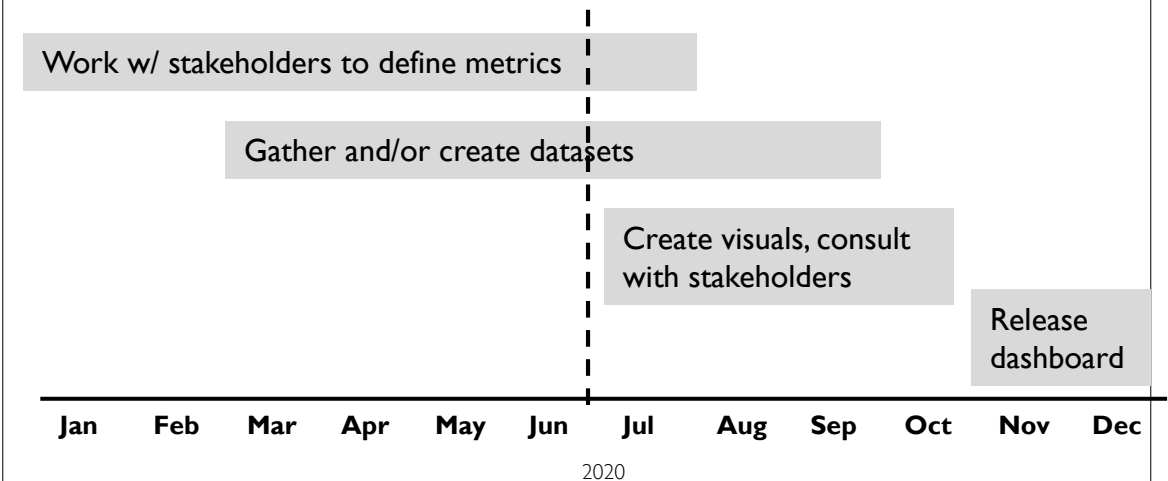 Work w/ stakeholders to define metrics
Gather and/or create datasets
Create visuals, consult
with stakeholders
Release
dashboard
Jan Feb Mar Apr May Jun Jul Aug Sep Oct Nov Dec
2020